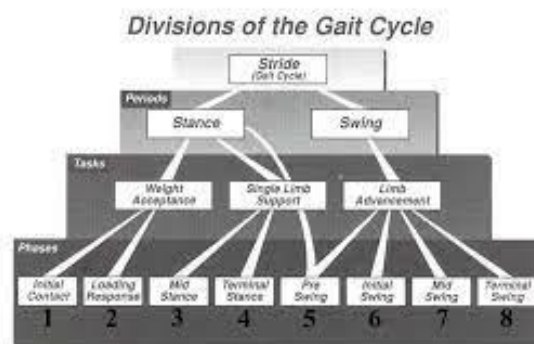 Divisions of the Gait Cycle
Stride
(Gait Cycle)
Periods
Stance
Swing
Tasks
Weight
Acceptance
Single Limb
Support
Limb
Advancement
Phases
Initial
Contact
Loading
Response
Mid
Stance
Terminal
Stance
Pre
Swing
Initial
Swing
Mid
Swing
Terminal
Swing
1 2 3 4 5 6 7 8